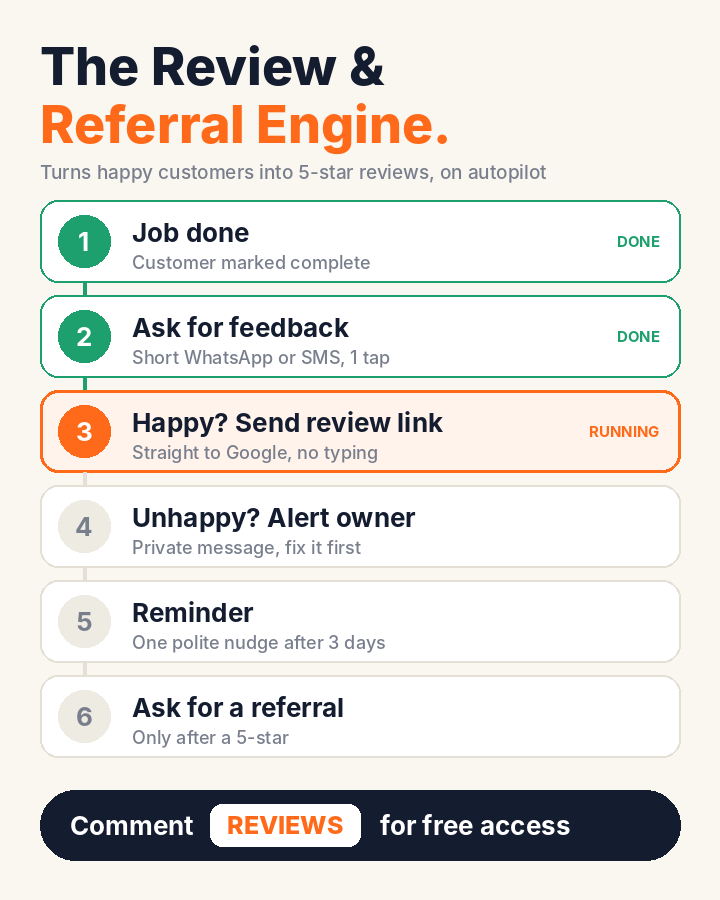 The Review &
Referral Engine.
Turns happy customers into 5-star reviews, on autopilot
1
Job done
Customer marked complete
DONE
2
Ask for feedback
Short WhatsApp or SMS, 1 tap
DONE
3
Happy? Send review link
Straight to Google, no typing
RUNNING
4
Unhappy? Alert owner
Private message, fix it first
5
Reminder
One polite nudge after 3 days
6
Ask for a referral
Only after a 5-star
Comment REVIEWS for free access